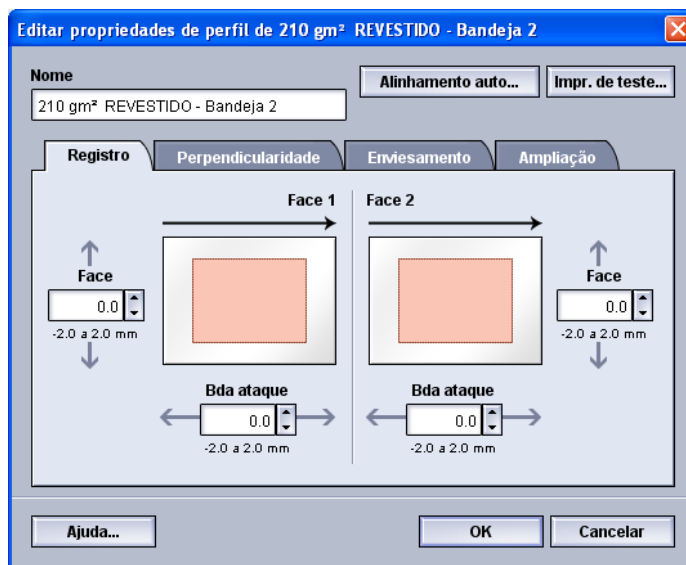 Editar propriedades de perfil de 210 gm² REVESTIDO - Bandeja 2
Nome
Alinhamento auto...
Impr. de teste...
210 gm² REVESTIDO - Bandeja 2
Registro
Perpendicularidade
Enviesamento
Ampliação
Face 1
Face 2
Face
0.0
-2.0 a 2.0 mm
Face
0.0
-2.0 a 2.0 mm
Bda ataque
0.0
-2.0 a 2.0 mm
Bda ataque
0.0
-2.0 a 2.0 mm
Ajuda...
OK
Cancelar